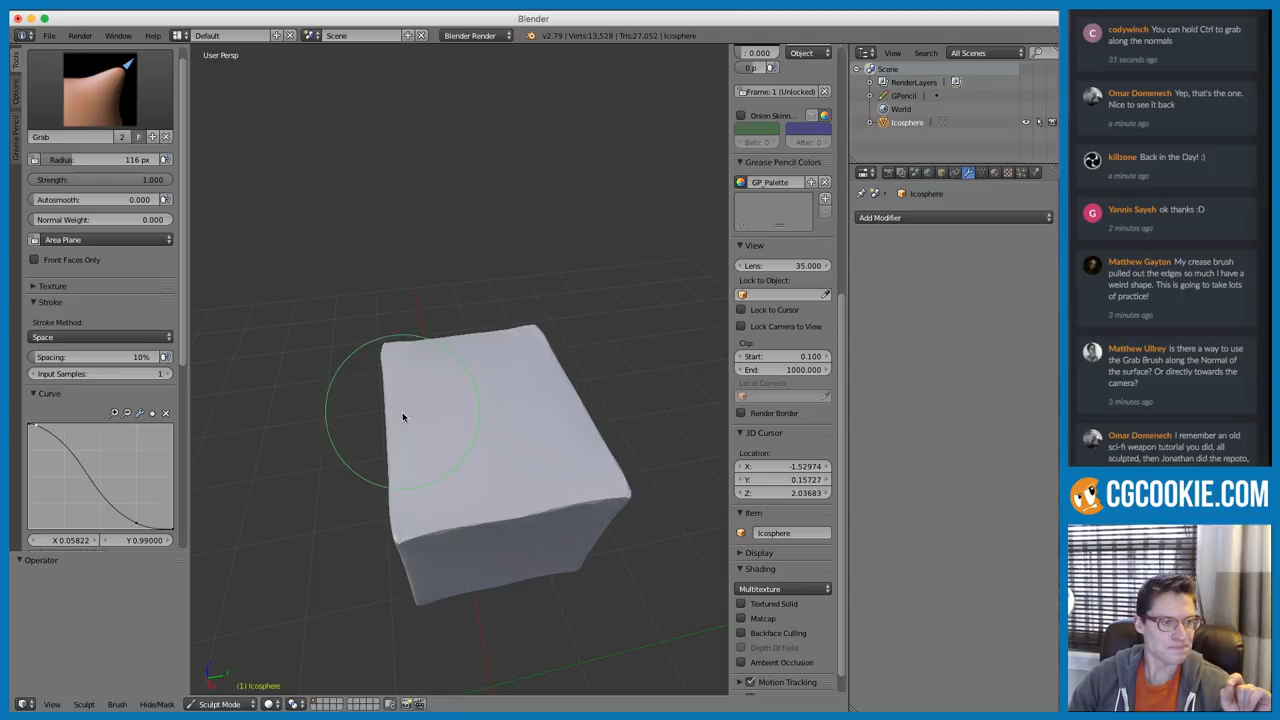 Blender
File
Render
Window
Help
Default
Scene
Blender Render
v2.79 | Verts:13,528 | Tris:27,052 | Icosphere
Tools
Options
Grease Pencil
Grab
2
F
Radius: 116 px
Strength: 1.000
Autosmooth: 0.000
Normal Weight: 0.000
Area Plane
Front Faces Only
Texture
Stroke
Stroke Method:
Space
Spacing: 10%
Input Samples: 1
Curve
X 0.05822
Y 0.99000
Operator
User Persp
(1) Icosphere
View
Sculpt
Brush
Hide/Mask
Sculpt Mode
: 0.000
Object
0 p
Frame: 1 (Unlocked)
Onion Skinn..
Befo: 0
After: 0
Grease Pencil Colors
GP_Palette
View
Lens: 35.000
Lock to Object:
Lock to Cursor
Lock Camera to View
Clip:
Start: 0.100
End: 1000.000
Local Camera:
Render Border
3D Cursor
Location:
X: -1.52974
Y: 0.15727
Z: 2.03683
Item
Icosphere
Display
Shading
Multitexture
Textured Solid
Matcap
Backface Culling
Depth Of Field
Ambient Occlusion
Motion Tracking
View
Search
All Scenes
Scene
RenderLayers
GPencil
World
Icosphere
Icosphere
Add Modifier
C
codywinch You can hold Ctrl to grab
along the normals
31 seconds ago
Omar Domenech Yep, that's the one.
Nice to see it back
a minute ago
killzone Back in the Day! :)
a minute ago
G
Yannis Sayeh ok thanks :D
2 minutes ago
Matthew Gayton My crease brush
pulled out the edges so much I have a
weird shape. This is going to take lots
of practice!
3 minutes ago
Matthew Ullrey Is there a way to use
the Grab Brush along the Normal of
the surface? Or directly towards the
camera?
3 minutes ago
Omar Domenech I remember an old
sci-fi weapon tutorial you did, all
sculpted, then Jonathan did the repoto,
CGCOOKIE.COM